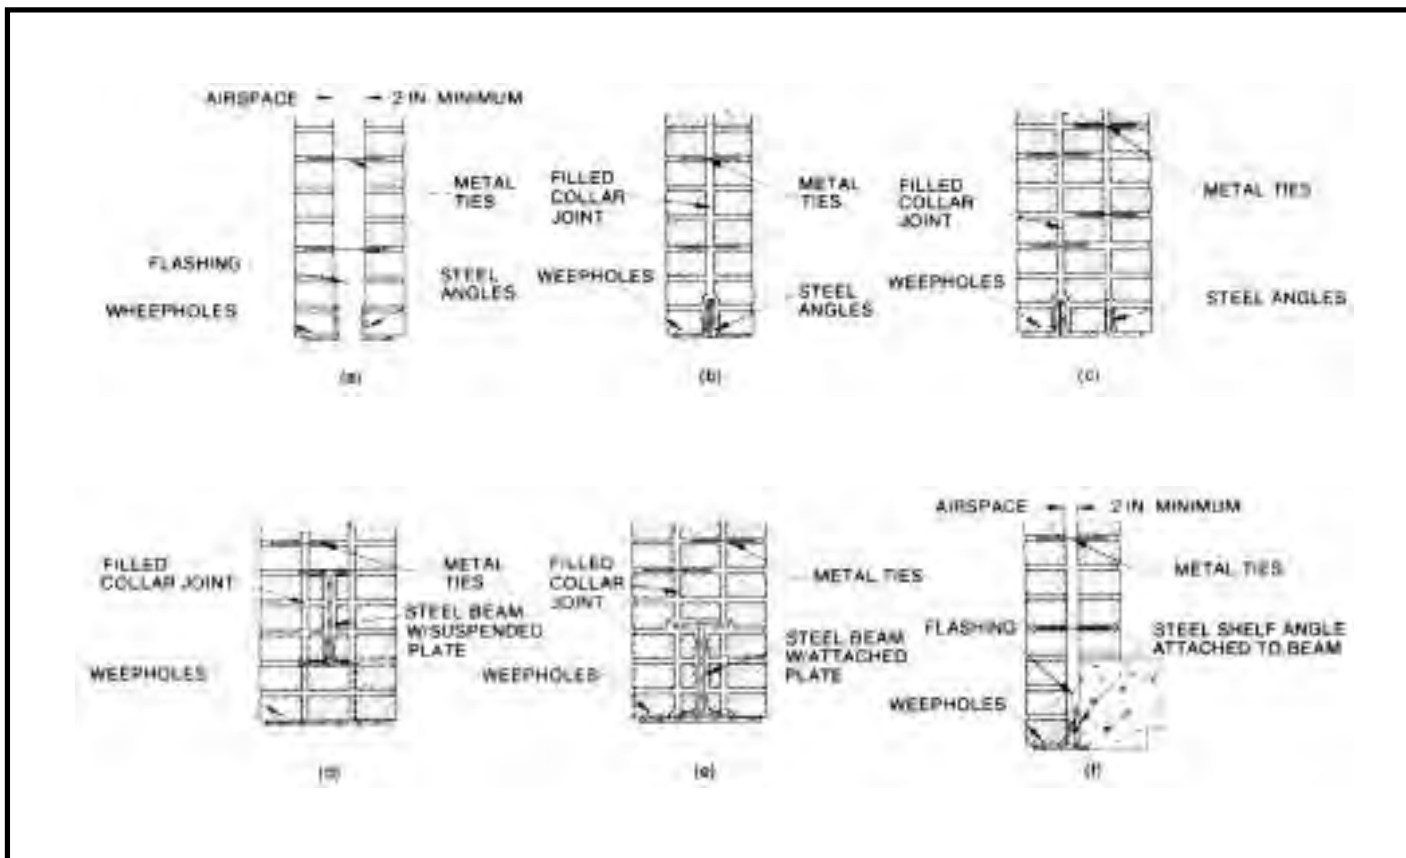 AIRSPACE
2 IN. MINIMUM
METAL
TIES
FLASHING
STEEL
ANGLES
WHEEPHOLES
(a)
FILLED
COLLAR
JOINT
METAL
TIES
WEEPHOLES
STEEL
ANGLES
(b)
FILLED
COLLAR
JOINT
METAL TIES
WEEPHOLES
STEEL ANGLES
(c)
FILLED
COLLAR JOINT
METAL
TIES
STEEL BEAM
W/SUSPENDED
PLATE
WEEPHOLES
(d)
FILLED
COLLAR
JOINT
METAL TIES
STEEL BEAM
W/ATTACHED
PLATE
WEEPHOLES
(e)
AIRSPACE
2 IN. MINIMUM
METAL TIES
FLASHING
STEEL SHELF ANGLE
ATTACHED TO BEAM
WEEPHOLES
(f)